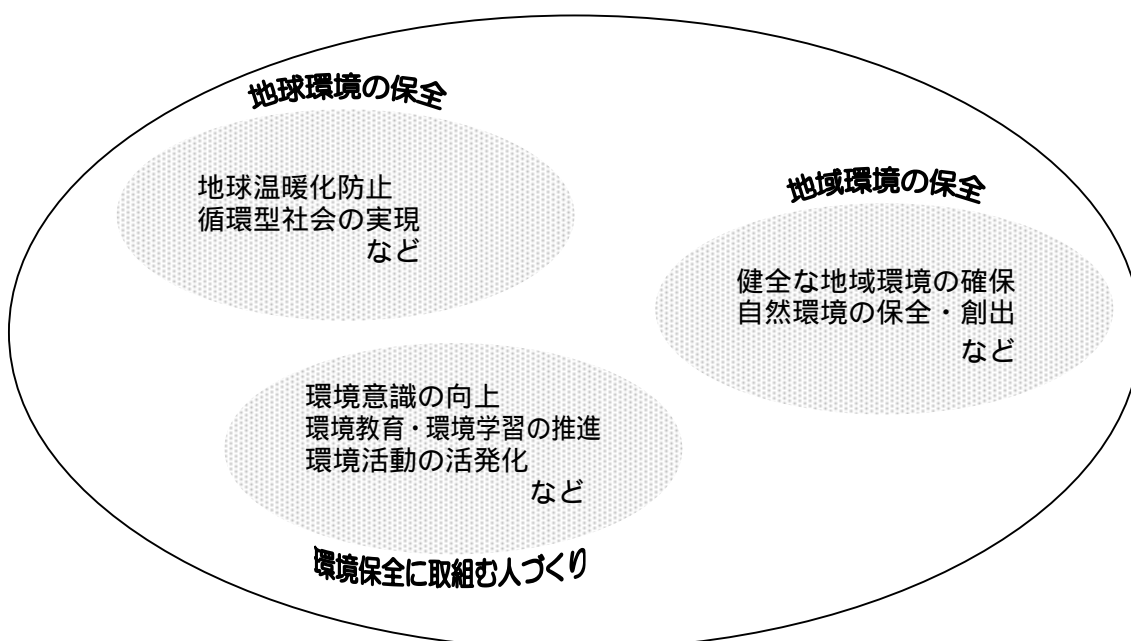 地球環境の保全
地球温暖化防止
循環型社会の実現
など
地域環境の保全
健全な地域環境の確保
自然環境の保全・創出
など
環境意識の向上
環境教育・環境学習の推進
環境活動の活発化
など
環境保全に取組む人づくり